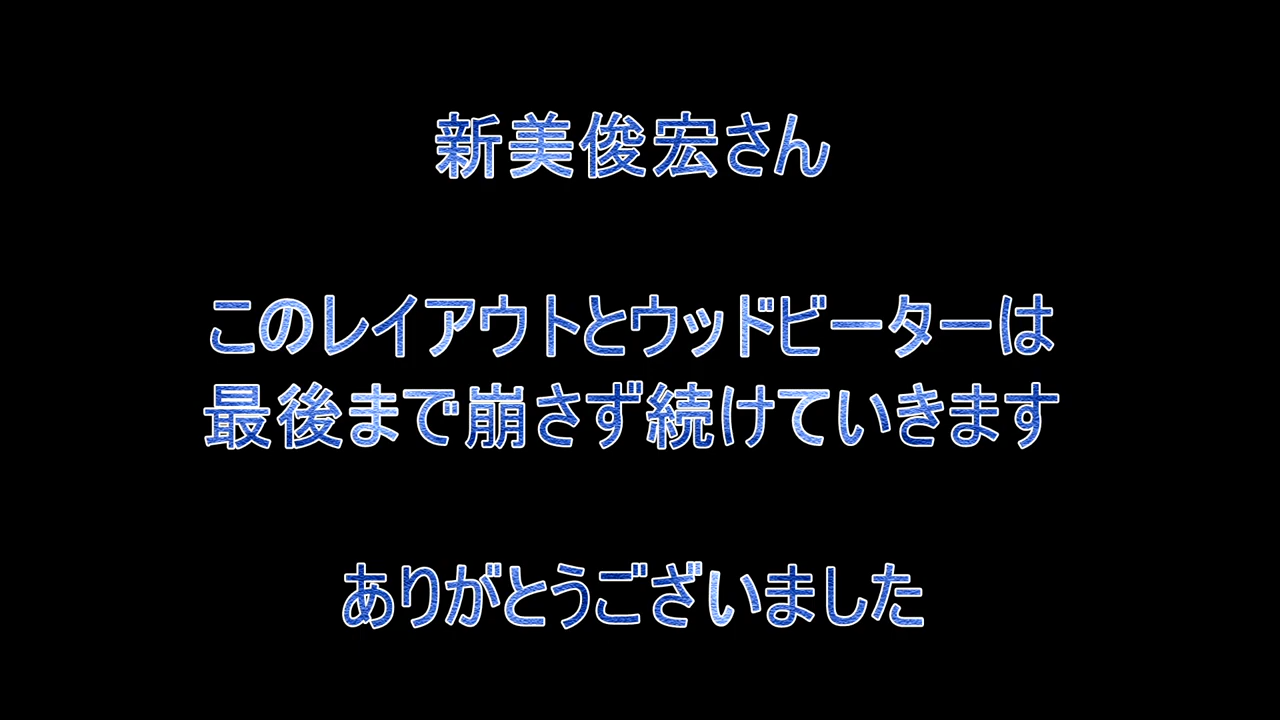 新美俊宏さん
このレイアウトとウッドビーターは
最後まで崩さず続けていきます
ありがとうございました